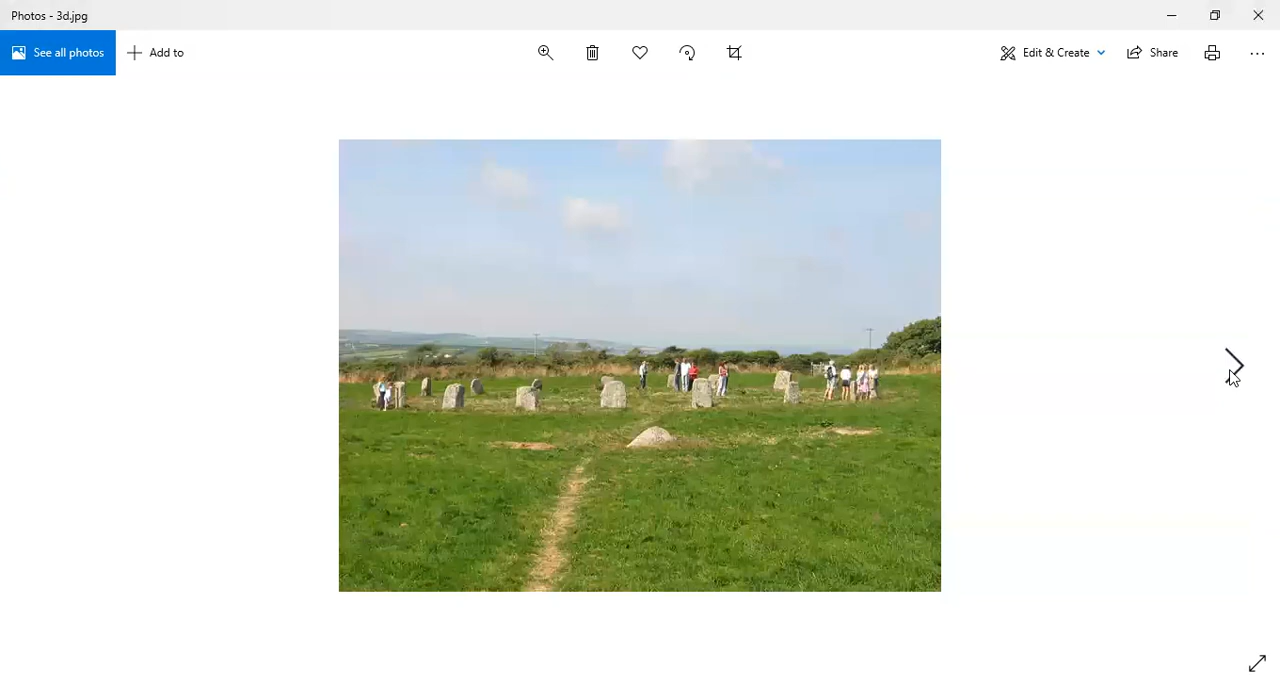 Photos - 3d.jpg
See all photos
Add to
Edit & Create
Share